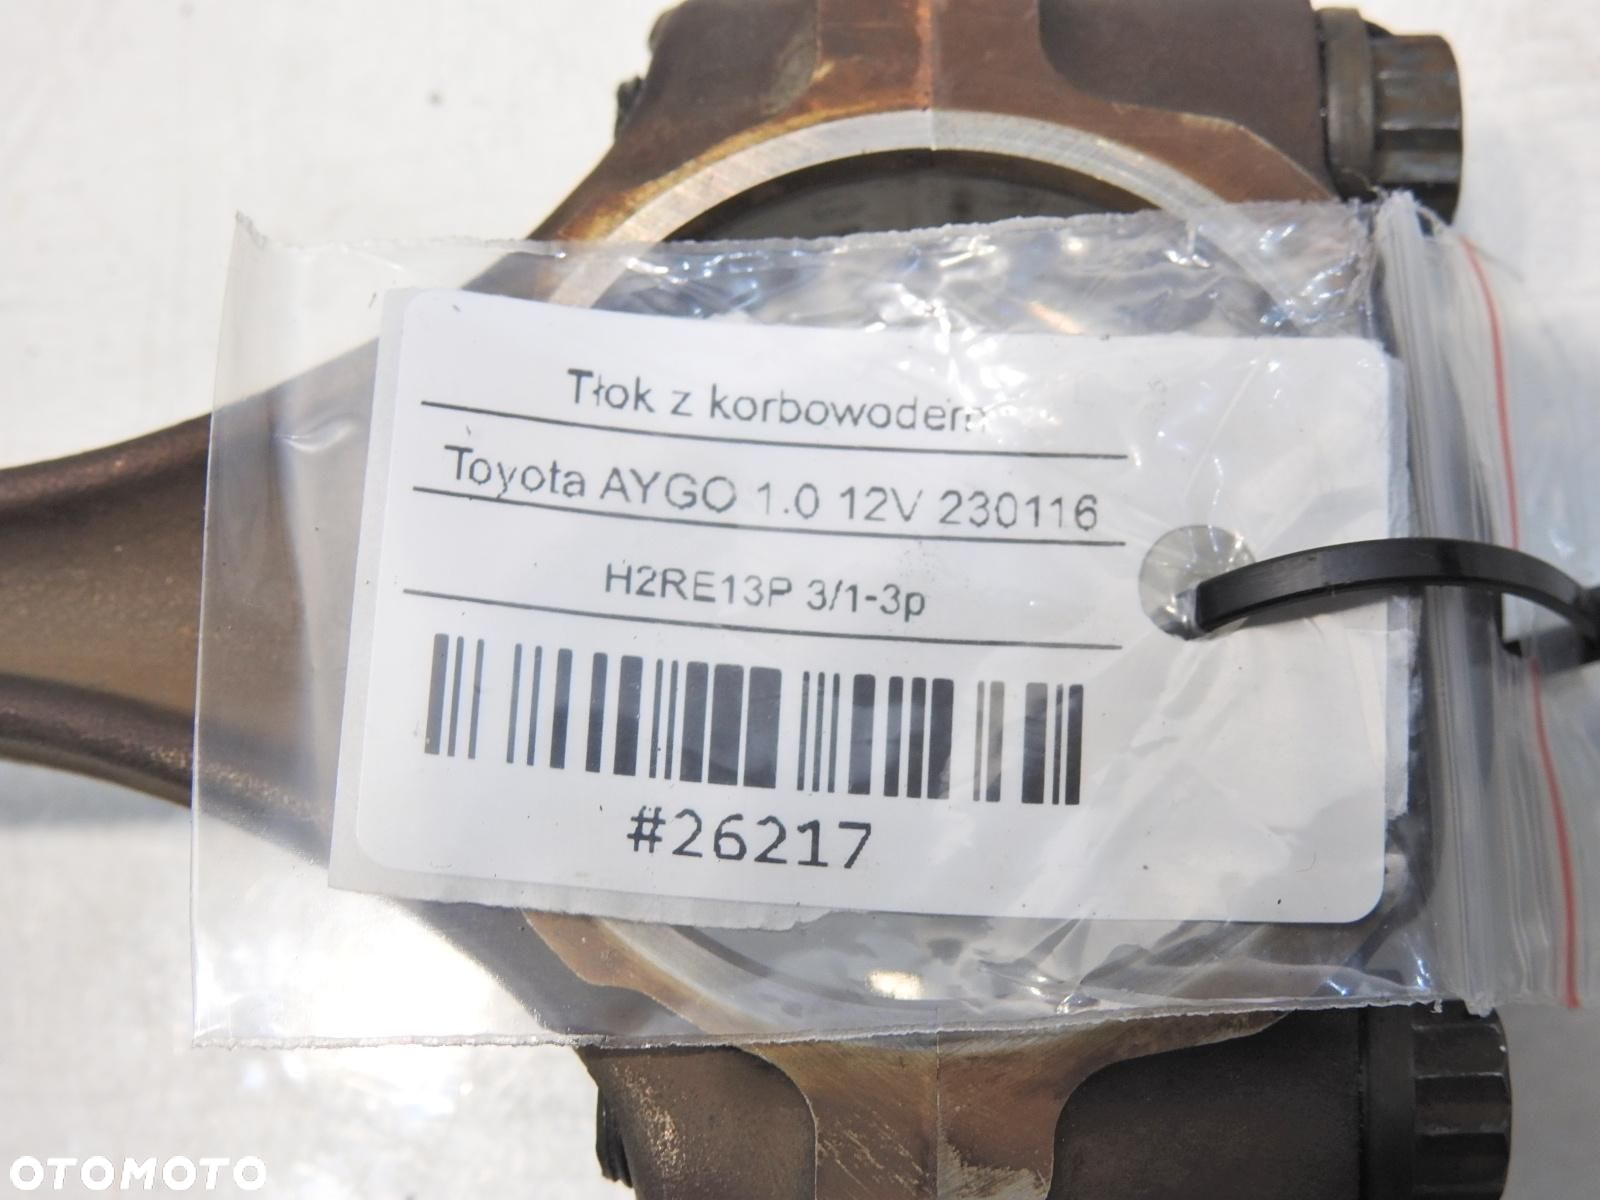 Tłok z korbowodem
Toyota AYGO 1.0 12V 230116
H2RE13P 3/1-3p
#26217
OTOMOTO